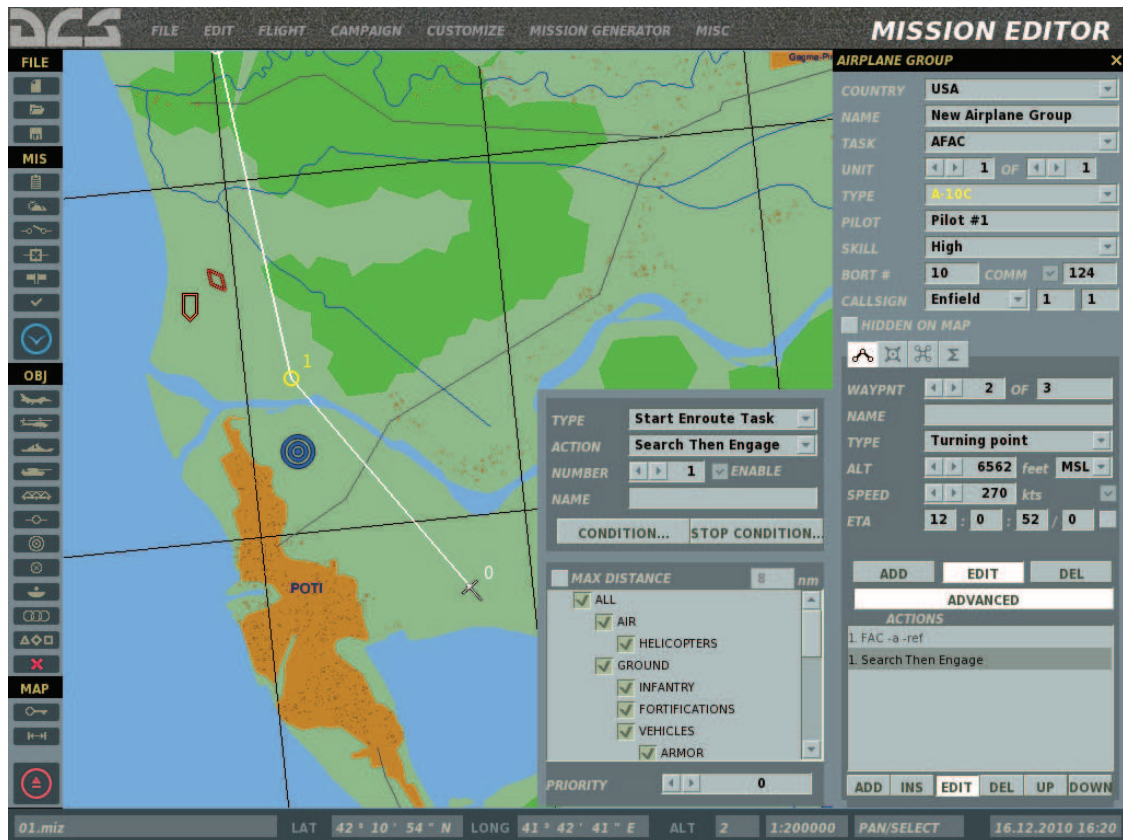 DCS FILE EDIT FLIGHT CAMPAIGN CUSTOMIZE MISSION GENERATOR MISC MISSION EDITOR
FILE
MIS
OBJ
MAP
1
0
POTI
TYPE Start Enroute Task
ACTION Search Then Engage
NUMBER 1 ENABLE
NAME
CONDITION... STOP CONDITION...
MAX DISTANCE 8 nm
ALL
AIR
HELICOPTERS
GROUND
INFANTRY
FORTIFICATIONS
VEHICLES
ARMOR
PRIORITY 0
AIRPLANE GROUP
COUNTRY USA
NAME New Airplane Group
TASK AFAC
UNIT 1 OF 1
TYPE A-10C
PILOT Pilot #1
SKILL High
BORT # 10 COMM 124
CALLSIGN Enfield 1 1
HIDDEN ON MAP
Σ
WAYPNT 2 OF 3
NAME
TYPE Turning point
ALT 6562 feet MSL
SPEED 270 kts
ETA 12 : 0 : 52 / 0
ADD EDIT DEL
ADVANCED
ACTIONS
1. FAC -a -ref
1. Search Then Engage
ADD INS EDIT DEL UP DOWN
01.miz LAT 42 ° 10 ' 54 " N LONG 41 ° 42 ' 41 " E ALT 2 1:200000 PAN/SELECT 16.12.2010 16:20